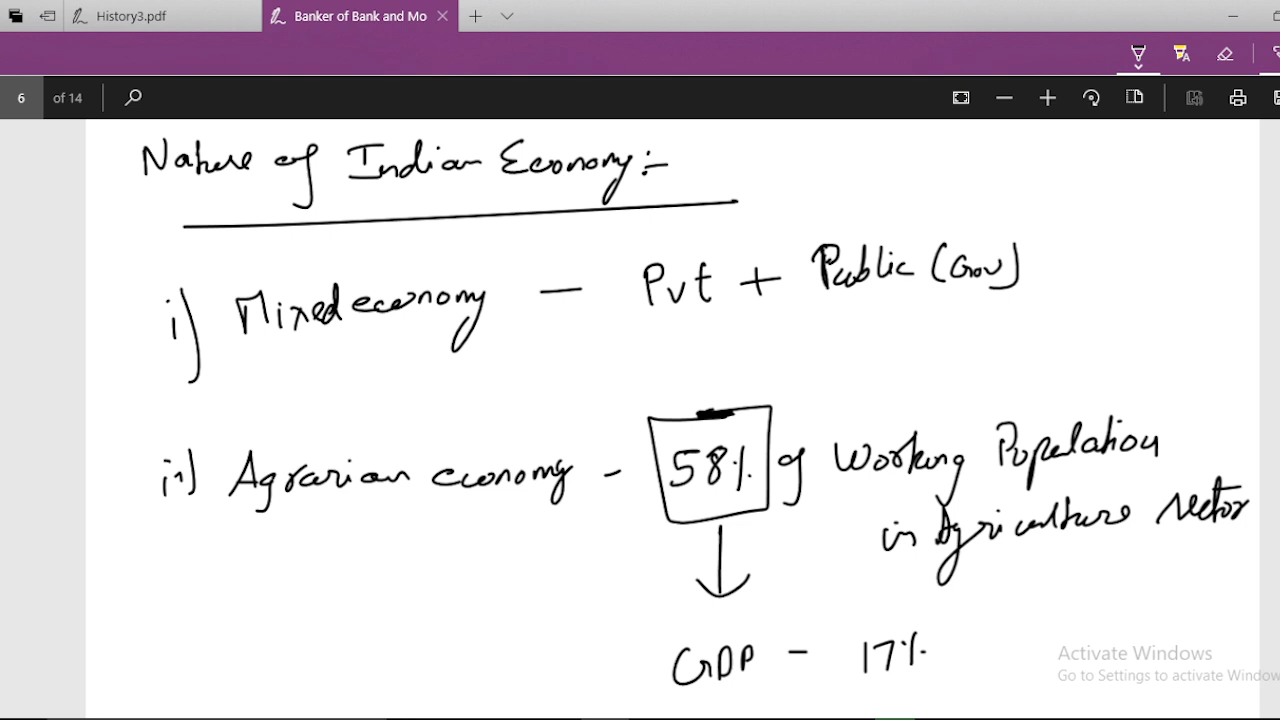 History3.pdf
Banker of Bank and Mo
6 of 14
Nature of Indian Economy:-
i) Mixed economy - Pvt + Public (Gov)
ii) Agrarian economy - 58% of Working Population
in Agriculture sector
GDP - 17%
Activate Windows
Go to Settings to activate Window